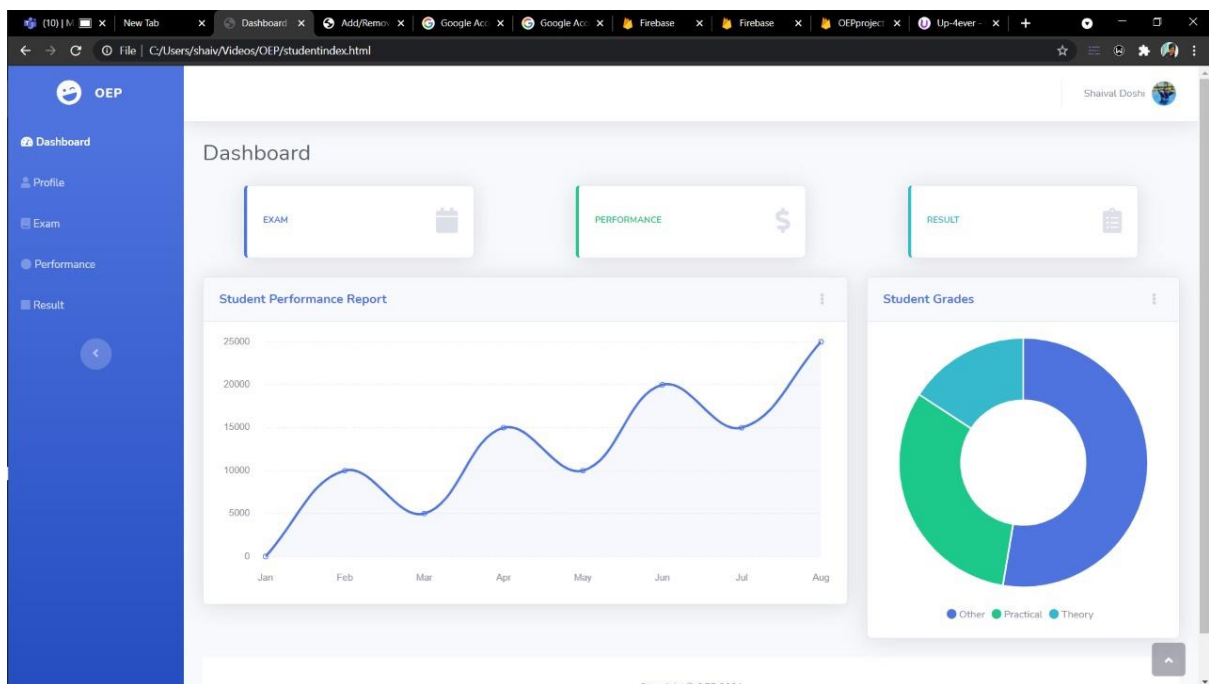 (10) | M
New Tab
Dashboard
Add/Remov
Google Acc
Google Acc
Firebase
Firebase
OEPproject
Up-4ever -
File | C:/Users/shaiv/Videos/OEP/studentindex.html
OEP
Shaival Doshi
Dashboard
Profile
Exam
Performance
Result
Dashboard
EXAM
PERFORMANCE
RESULT
Student Performance Report
25000
20000
15000
10000
5000
0
Jan Feb Mar Apr May Jun Jul Aug
Student Grades
Other Practical Theory